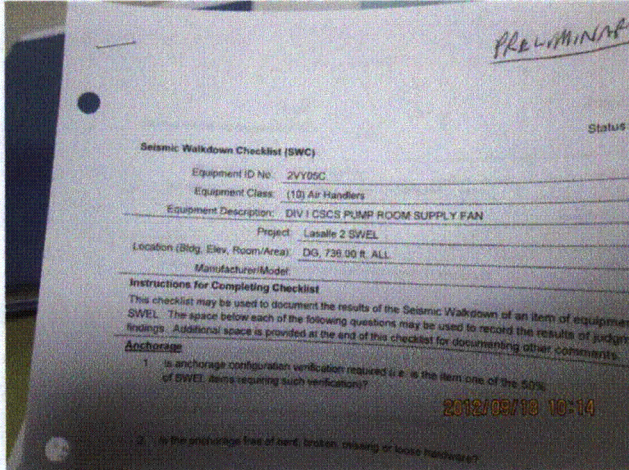 PRELIMINAR
Status
Seismic Walkdown Checklist (SWC)
Equipment ID No. 2VY05C
Equipment Class: (10) Air Handlers
Equipment Description: DIV I CSCS PUMP ROOM SUPPLY FAN
Project: Lasalle 2 SWEL
Location (Bldg, Elev, Room/Area): DG, 736.00 ft, ALL
Manufacturer/Model:
Instructions for Completing Checklist
This checklist may be used to document the results of the Seismic Walkdown of an item of equipmen
SWEL. The space below each of the following questions may be used to record the results of judgm
findings. Additional space is provided at the end of this checklist for documenting other comments.
Anchorage
1 Is anchorage configuration verification required (i.e. is the item one of the 50%
of SWEL items requiring such verification)?
2012/09/18 10:14
2. Is the anchorage free of bent, broken, missing or loose hardware?